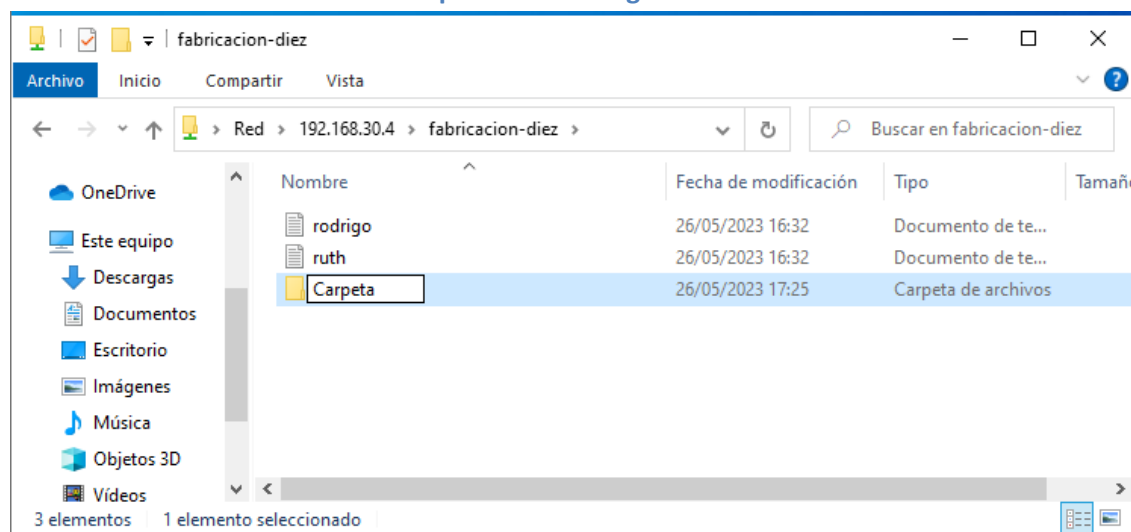 fabricacion-diez
Archivo Inicio Compartir Vista
Red > 192.168.30.4 > fabricacion-diez >
Buscar en fabricacion-diez
OneDrive
Este equipo
Descargas
Documentos
Escritorio
Imágenes
Música
Objetos 3D
Vídeos
Nombre Fecha de modificación Tipo Tamañ
rodrigo 26/05/2023 16:32 Documento de te...
ruth 26/05/2023 16:32 Documento de te...
Carpeta 26/05/2023 17:25 Carpeta de archivos
3 elementos 1 elemento seleccionado